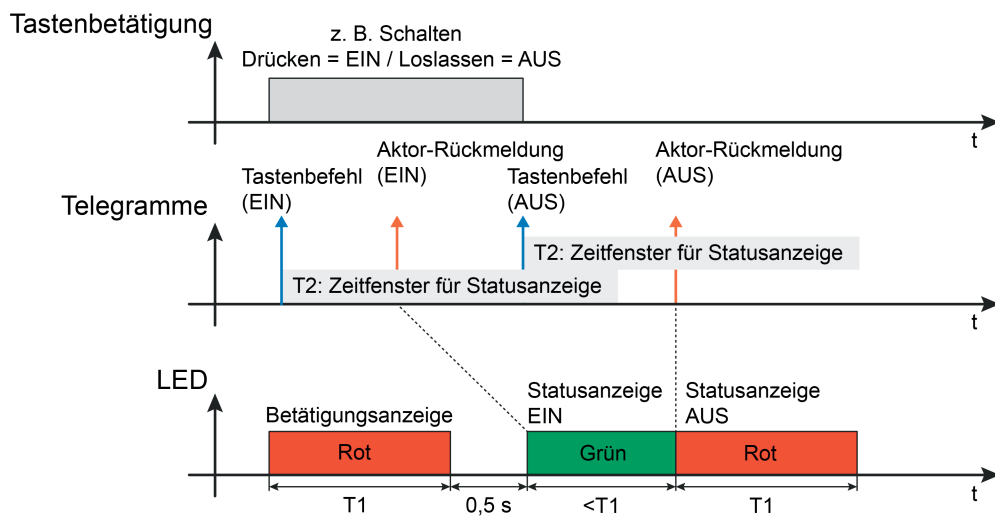 Tastenbetätigung
z. B. Schalten
Drücken = EIN / Loslassen = AUS
t
Telegramme
Tastenbefehl
(EIN)
Aktor-Rückmeldung
(EIN)
Tastenbefehl
(AUS)
Aktor-Rückmeldung
(AUS)
T2: Zeitfenster für Statusanzeige
T2: Zeitfenster für Statusanzeige
t
LED
Betätigungsanzeige
Statusanzeige
EIN
Statusanzeige
AUS
Rot
Grün
Rot
t
T1
0,5 s
<T1
T1